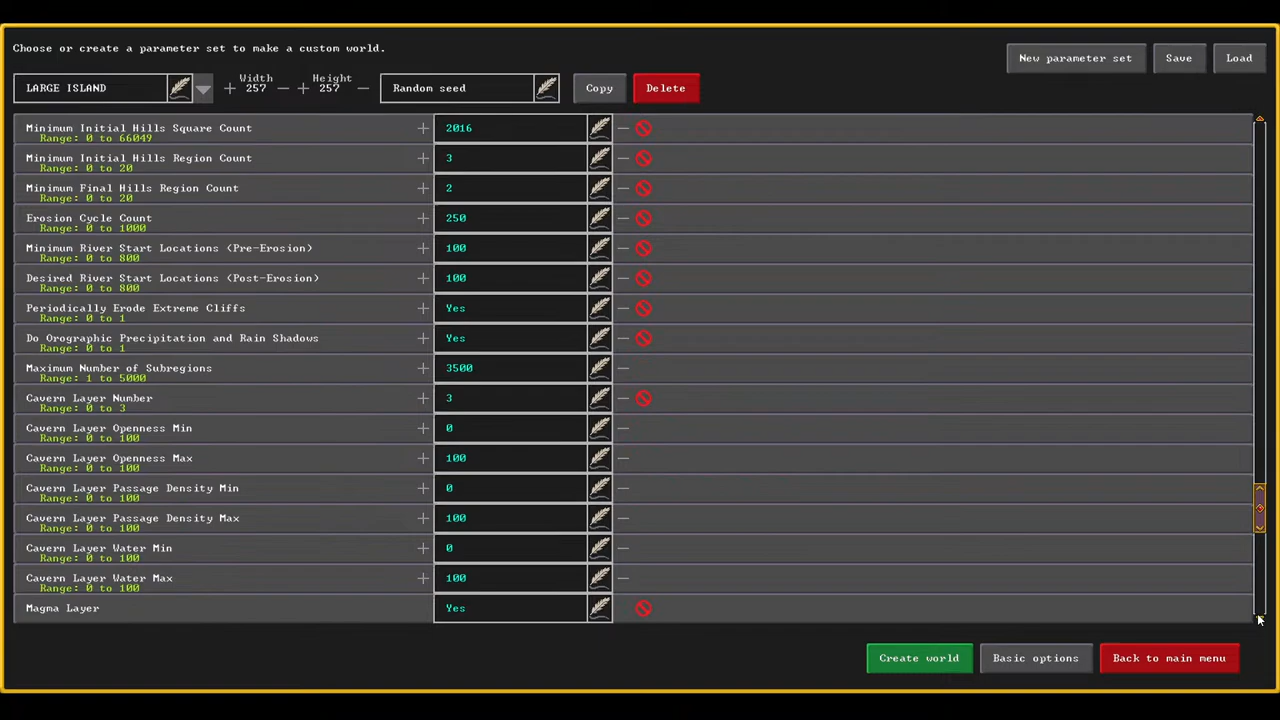 Choose or create a parameter set to make a custom world.
New parameter set
Save
Load
LARGE ISLAND
Width
257
Height
257
Random seed
Copy
Delete
Minimum Initial Hills Square Count
Range: 0 to 66049
2016
Minimum Initial Hills Region Count
Range: 0 to 20
3
Minimum Final Hills Region Count
Range: 0 to 20
2
Erosion Cycle Count
Range: 0 to 1000
250
Minimum River Start Locations (Pre-Erosion)
Range: 0 to 800
100
Desired River Start Locations (Post-Erosion)
Range: 0 to 800
100
Periodically Erode Extreme Cliffs
Range: 0 to 1
Yes
Do Orographic Precipitation and Rain Shadows
Range: 0 to 1
Yes
Maximum Number of Subregions
Range: 1 to 5000
3500
Cavern Layer Number
Range: 0 to 3
3
Cavern Layer Openness Min
Range: 0 to 100
0
Cavern Layer Openness Max
Range: 0 to 100
100
Cavern Layer Passage Density Min
Range: 0 to 100
0
Cavern Layer Passage Density Max
Range: 0 to 100
100
Cavern Layer Water Min
Range: 0 to 100
0
Cavern Layer Water Max
Range: 0 to 100
100
Magma Layer
Yes
Create world
Basic options
Back to main menu